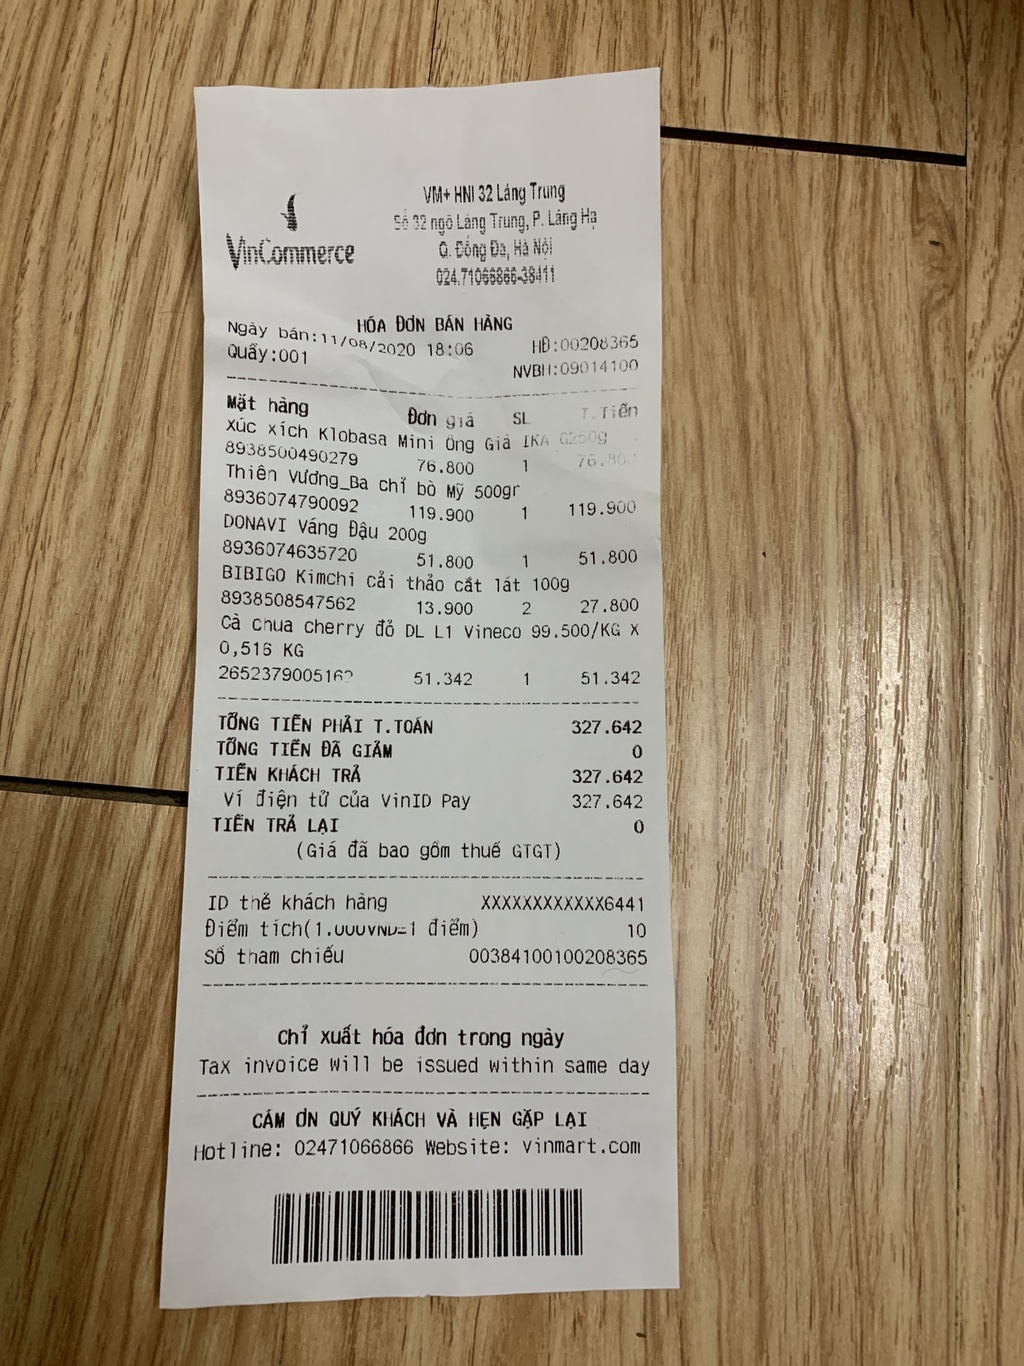 VinCommerce
VM+ HNI 32 Láng Trung
Số 32 ngõ Láng Trung, P. Láng Hạ
Q. Đống Đa, Hà Nội
024.71066866-38411
HÓA ĐƠN BÁN HÀNG
Ngày bán:11/08/2020 18:06 HĐ:00208365
Quầy:001 NVBH:09014100
Mặt hàng Đơn giá SL T.Tiền
Xúc xích Klobasa Mini Ông Già IKA G250g
8938500490279 76.800 1 76.800
Thiên Vương_Ba chỉ bò Mỹ 500gr
8936074790092 119.900 1 119.900
DONAVI Váng Đậu 200g
8936074635720 51.800 1 51.800
BIBIGO Kimchi cải thảo cắt lát 100g
8938508547562 13.900 2 27.800
Cà chua cherry đỏ DL L1 Vineco 99.500/KG X
0,516 KG
2652379005162 51.342 1 51.342
TỔNG TIỀN PHẢI T.TOÁN 327.642
TỔNG TIỀN ĐÃ GIẢM 0
TIỀN KHÁCH TRẢ 327.642
Ví điện tử của VinID Pay 327.642
TIỀN TRẢ LẠI 0
(Giá đã bao gồm thuế GTGT)
ID thẻ khách hàng XXXXXXXXXXXX6441
Điểm tích(1.000VND=1 điểm) 10
Số tham chiếu 00384100100208365
Chỉ xuất hóa đơn trong ngày
Tax invoice will be issued within same day
CÁM ƠN QUÝ KHÁCH VÀ HẸN GẶP LẠI
Hotline: 02471066866 Website: vinmart.com